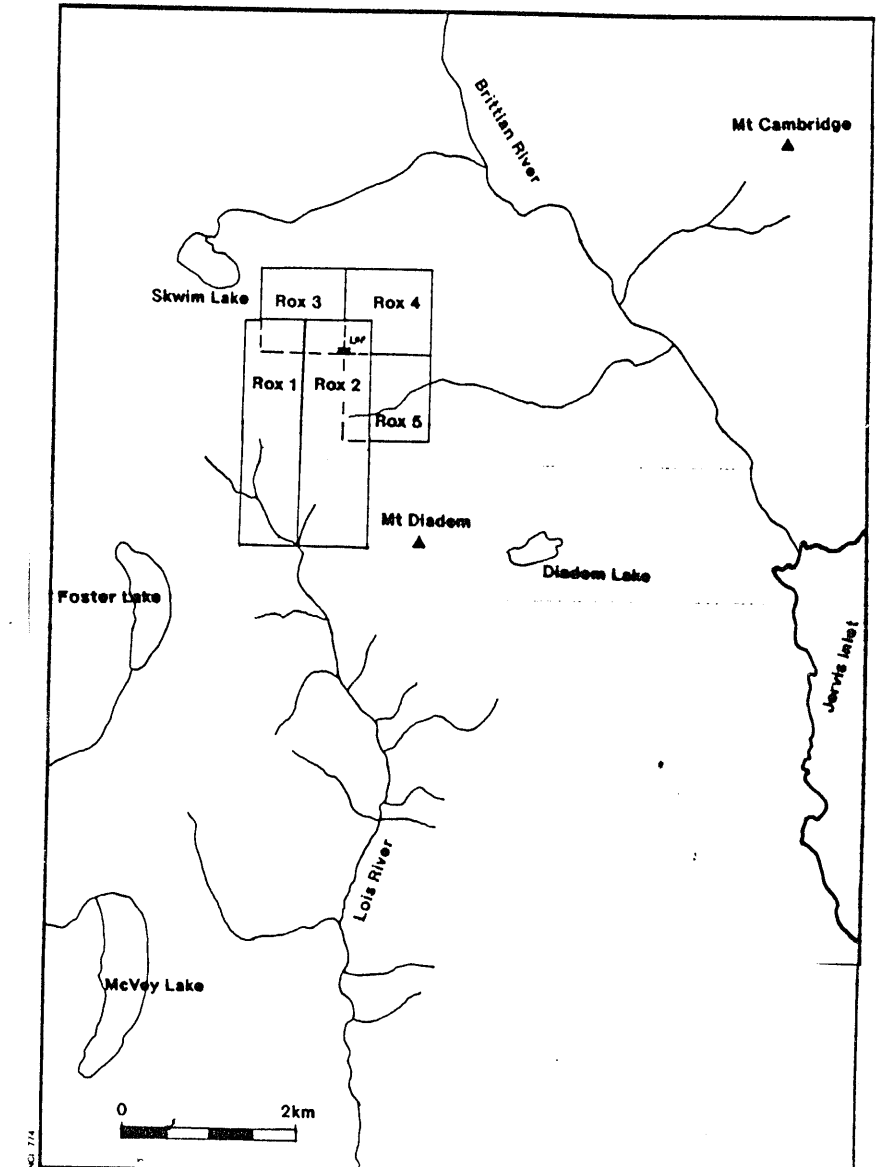 Brittian River
Mt Cambridge
Skwim Lake
Rox 3
Rox 4
Rox 1
Rox 2
Rox 5
Mt Diadem
Diadem Lake
Foster Lake
Jervis Inlet
Lois River
McVey Lake
0 2km